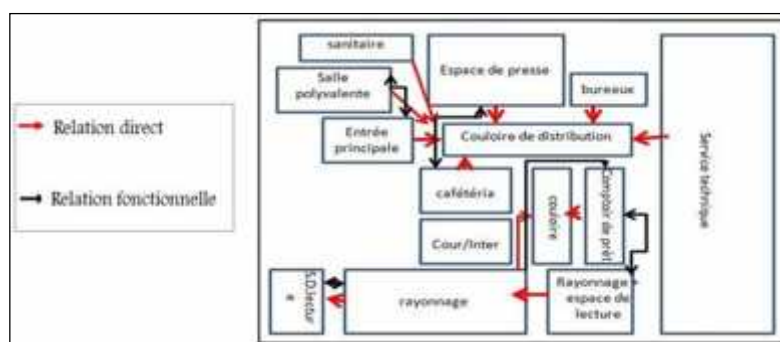 Relation direct
Relation fonctionnelle
sanitaire
Salle
polyvalente
Entrée
principale
Espace de presse
bureaux
Couloire de distribution
Service technique
cafétéria
couloire
Comptoir de prêt
Cour/Inter
S.D.lectur
e
rayonnage
Rayonnage
espace de
lecture